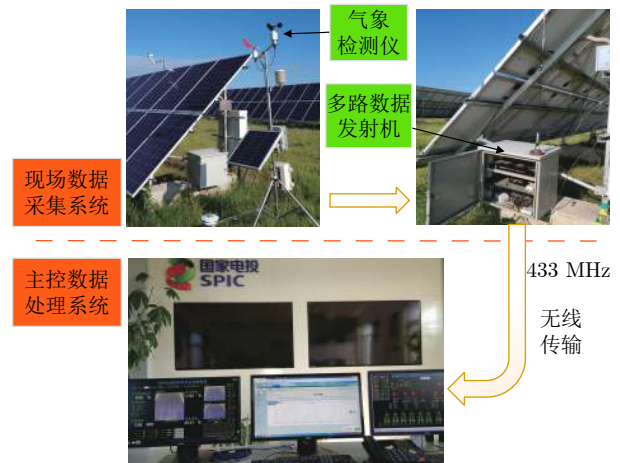 气象
检测仪
多路数据
发射机
现场数据
采集系统
主控数据
处理系统
433 MHz
无线
传输
国家电投
SPIC